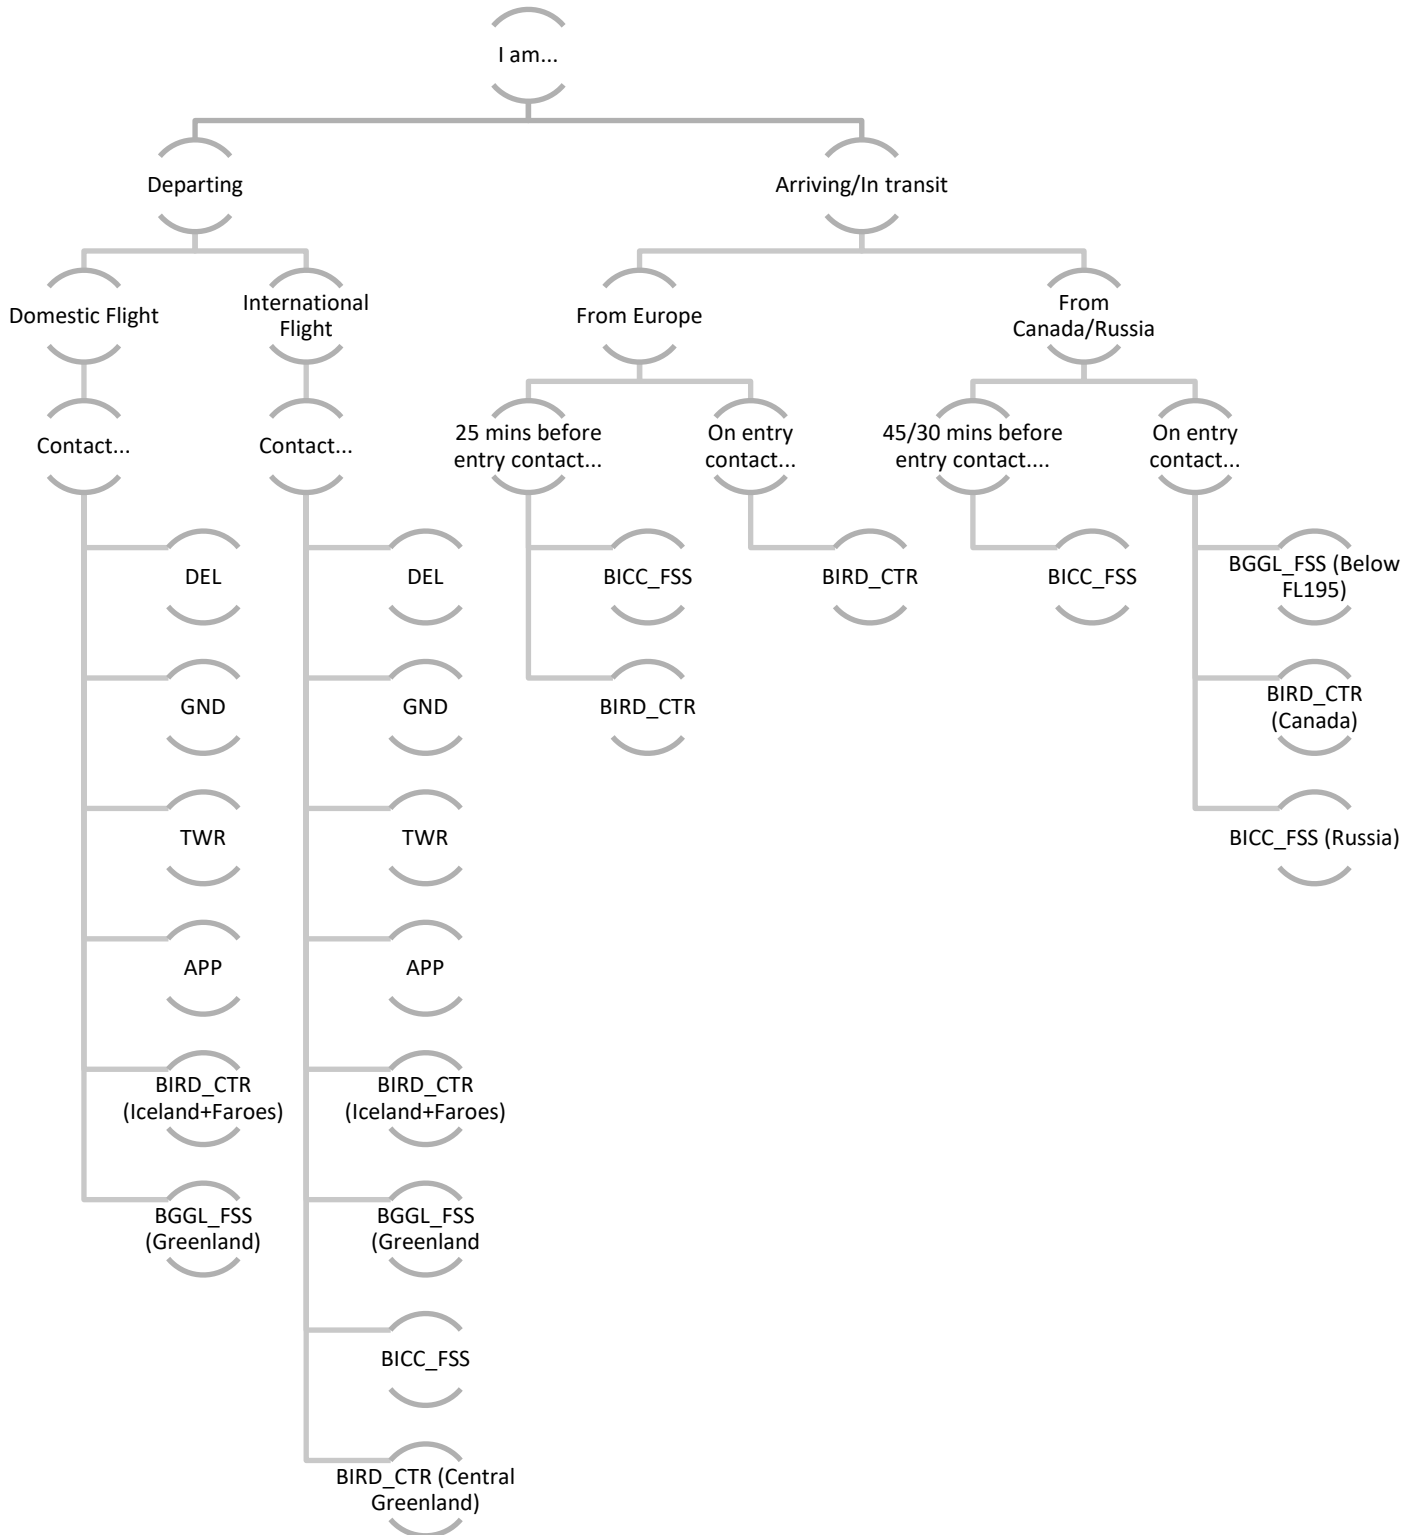 I am...
Departing
Arriving/In transit
Domestic Flight
International
Flight
From Europe
From
Canada/Russia
Contact...
Contact...
25 mins before
entry contact...
On entry
contact...
45/30 mins before
entry contact....
On entry
contact...
DEL
DEL
BICC_FSS
BIRD_CTR
BICC_FSS
BGGL_FSS (Below
FL195)
GND
GND
BIRD_CTR
BIRD_CTR
(Canada)
TWR
TWR
BICC_FSS (Russia)
APP
APP
BIRD_CTR
(Iceland+Faroes)
BIRD_CTR
(Iceland+Faroes)
BGGL_FSS
(Greenland)
BGGL_FSS
(Greenland
BICC_FSS
BIRD_CTR (Central
Greenland)